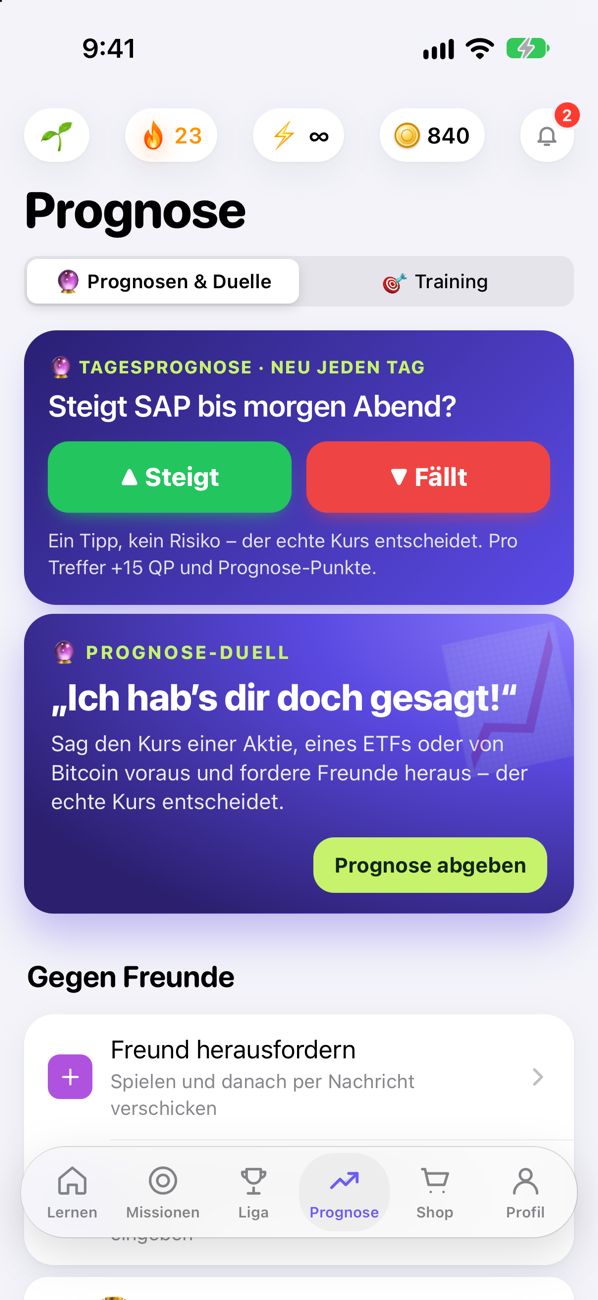 9:41
23
∞
840
2
Prognose
Prognosen & Duelle
Training
TAGESPROGNOSE · NEU JEDEN TAG
Steigt SAP bis morgen Abend?
▲ Steigt
▼ Fällt
Ein Tipp, kein Risiko – der echte Kurs entscheidet. Pro
Treffer +15 QP und Prognose-Punkte.
PROGNOSE-DUELL
„Ich hab’s dir doch gesagt!“
Sag den Kurs einer Aktie, eines ETFs oder von
Bitcoin voraus und fordere Freunde heraus – der
echte Kurs entscheidet.
Prognose abgeben
Gegen Freunde
Freund herausfordern
Spielen und danach per Nachricht
verschicken
Lernen
Missionen
Liga
Prognose
Shop
Profil